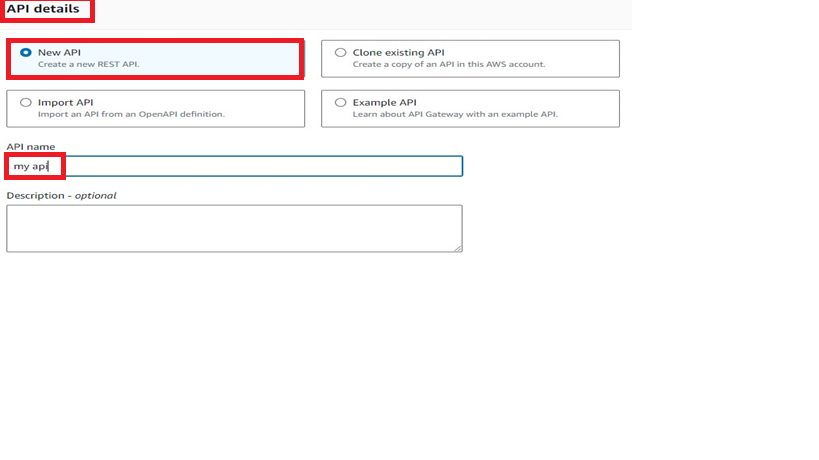 API details
New API
Create a new REST API.
Clone existing API
Create a copy of an API in this AWS account.
Import API
Import an API from an OpenAPI definition.
Example API
Learn about API Gateway with an example API.
API name
my api
Description - optional